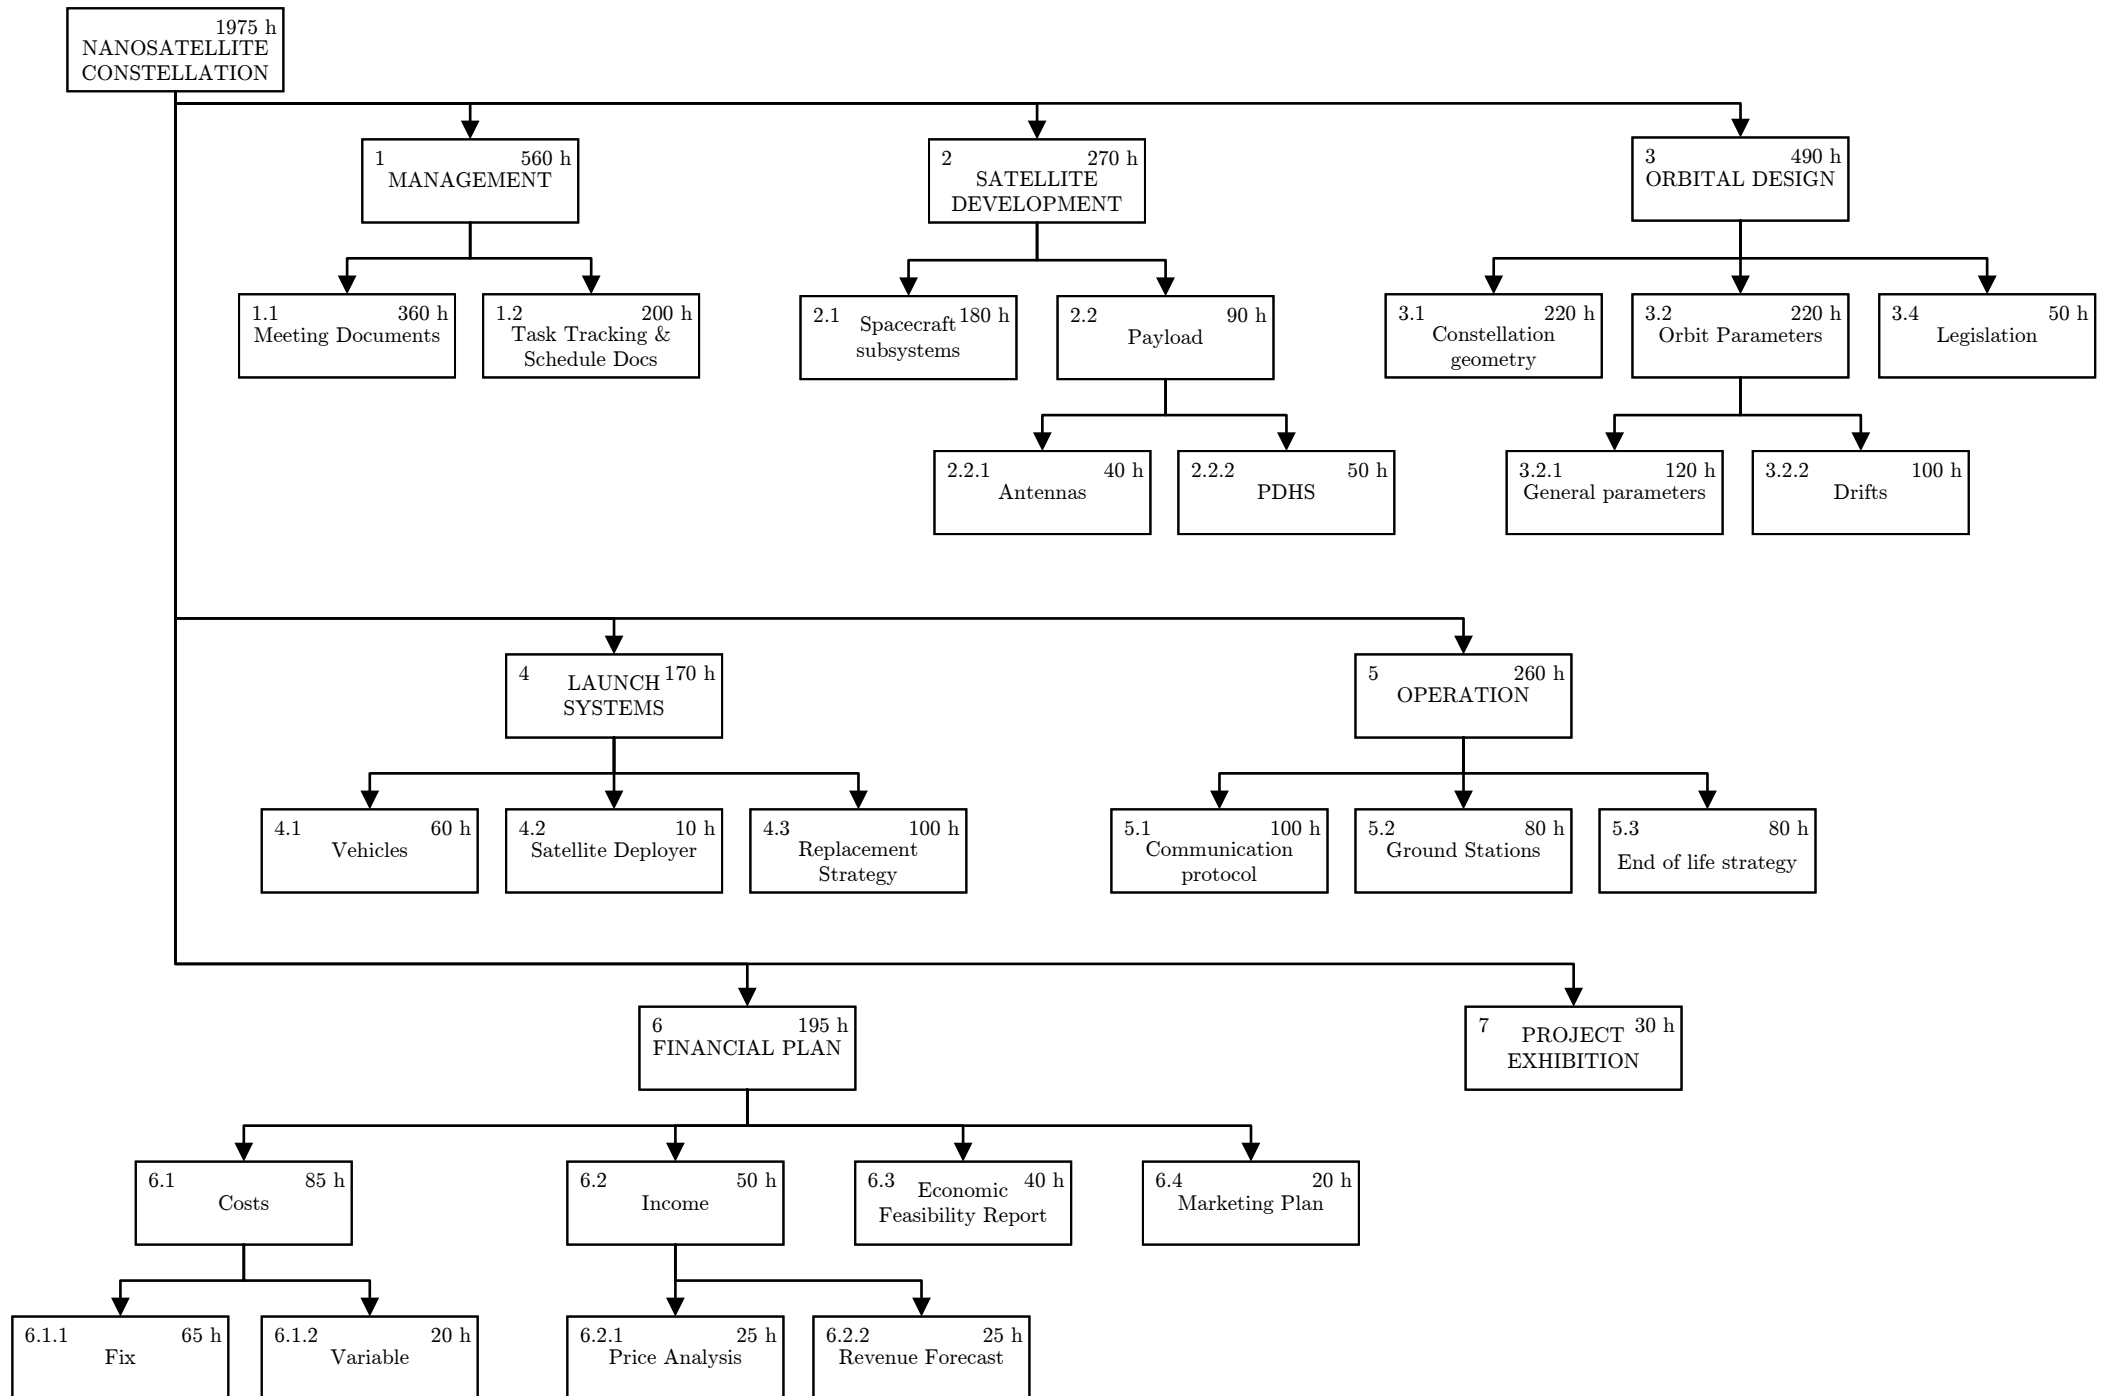 1975 h
NANOSATELLITE
CONSTELLATION
1 560 h
MANAGEMENT
2 270 h
SATELLITE
DEVELOPMENT
3 490 h
ORBITAL DESIGN
1.1 360 h
Meeting Documents
1.2 200 h
Task Tracking &
Schedule Docs
2.1 180 h
Spacecraft
subsystems
2.2 90 h
Payload
3.1 220 h
Constellation
geometry
3.2 220 h
Orbit Parameters
3.4 50 h
Legislation
2.2.1 40 h
Antennas
2.2.2 50 h
PDHS
3.2.1 120 h
General parameters
3.2.2 100 h
Drifts
4 170 h
LAUNCH
SYSTEMS
5 260 h
OPERATION
4.1 60 h
Vehicles
4.2 10 h
Satellite Deployer
4.3 100 h
Replacement
Strategy
5.1 100 h
Communication
protocol
5.2 80 h
Ground Stations
5.3 80 h
End of life strategy
6 195 h
FINANCIAL PLAN
7 30 h
PROJECT
EXHIBITION
6.1 85 h
Costs
6.2 50 h
Income
6.3 40 h
Economic
Feasibility Report
6.4 20 h
Marketing Plan
6.1.1 65 h
Fix
6.1.2 20 h
Variable
6.2.1 25 h
Price Analysis
6.2.2 25 h
Revenue Forecast